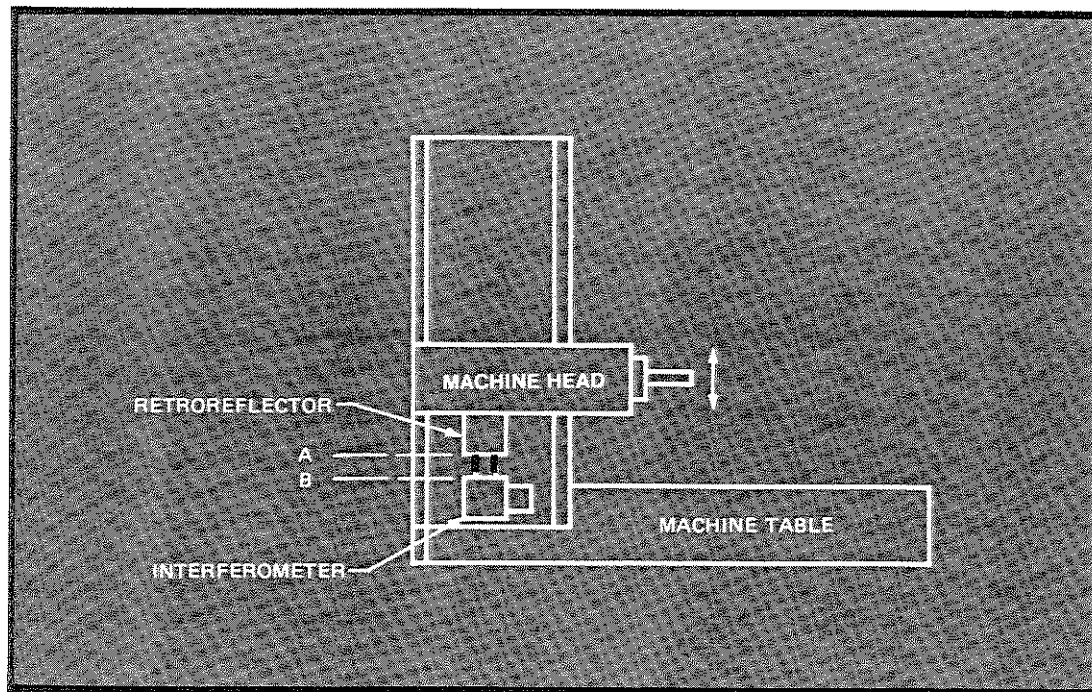 MACHINE HEAD
RETROREFLECTOR
A
B
MACHINE TABLE
INTERFEROMETER